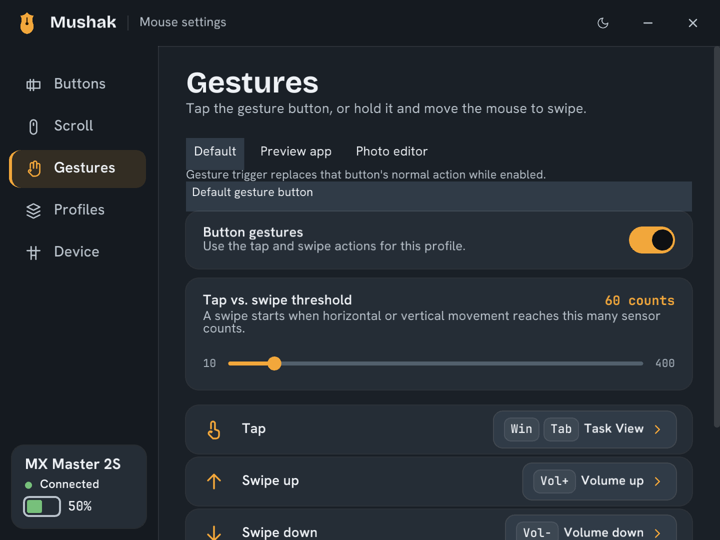 Mushak
Mouse settings
Buttons
Scroll
Gestures
Profiles
Device
MX Master 2S
Connected
50%
Gestures
Tap the gesture button, or hold it and move the mouse to swipe.
Default Preview app Photo editor
Gesture trigger replaces that button's normal action while enabled.
Default gesture button
Button gestures
Use the tap and swipe actions for this profile.
Tap vs. swipe threshold 60 counts
A swipe starts when horizontal or vertical movement reaches this many sensor
counts.
10 400
Tap Win Tab Task View
Swipe up Vol+ Volume up
Swipe down Vol- Volume down